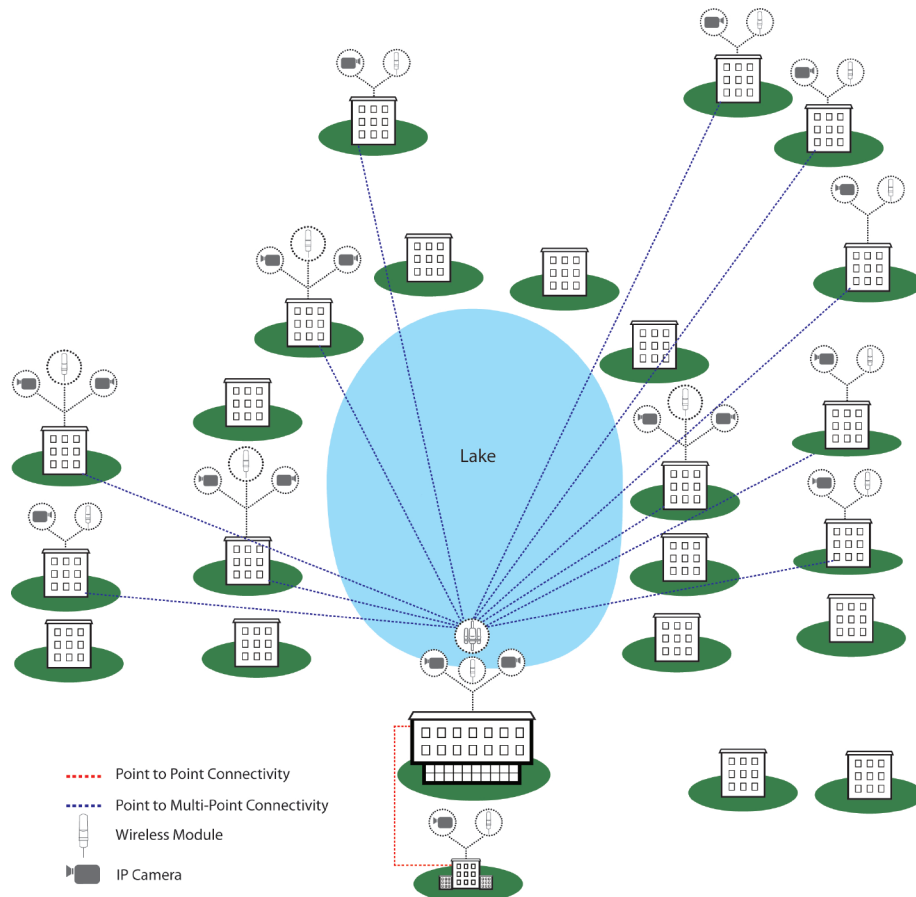 Lake
Point to Point Connectivity
Point to Multi-Point Connectivity
Wireless Module
IP Camera